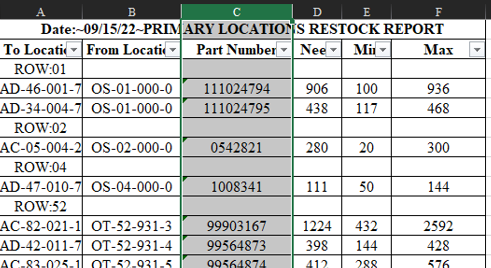 A B C D E F
Date:~09/15/22~PRIMARY LOCATIONS RESTOCK REPORT
To Locati From Locati Part Number Nee Mi Max
ROW:01
AD-46-001-7 OS-01-000-0 111024794 906 100 936
AD-34-004-7 OS-01-000-0 111024795 438 117 468
ROW:02
AC-05-004-2 OS-02-000-0 0542821 280 20 300
ROW:04
AD-47-010-7 OS-04-000-0 1008341 111 50 144
ROW:52
AC-82-021-1 OT-52-931-3 99903167 1224 432 2592
AD-42-011-7 OT-52-931-4 99564873 398 144 428
AC-83-025-1 OT-52-931-5 99564874 412 288 576